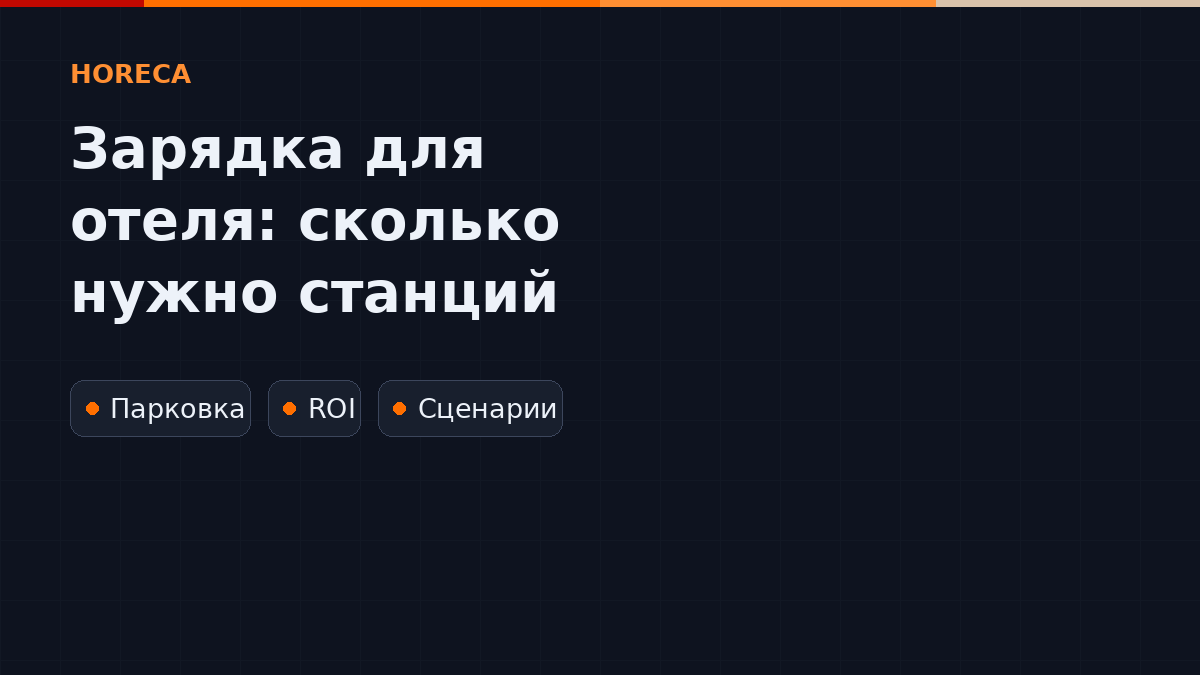 HORECA
Зарядка для
отеля: сколько
нужно станций
Парковка
ROI
Сценарии